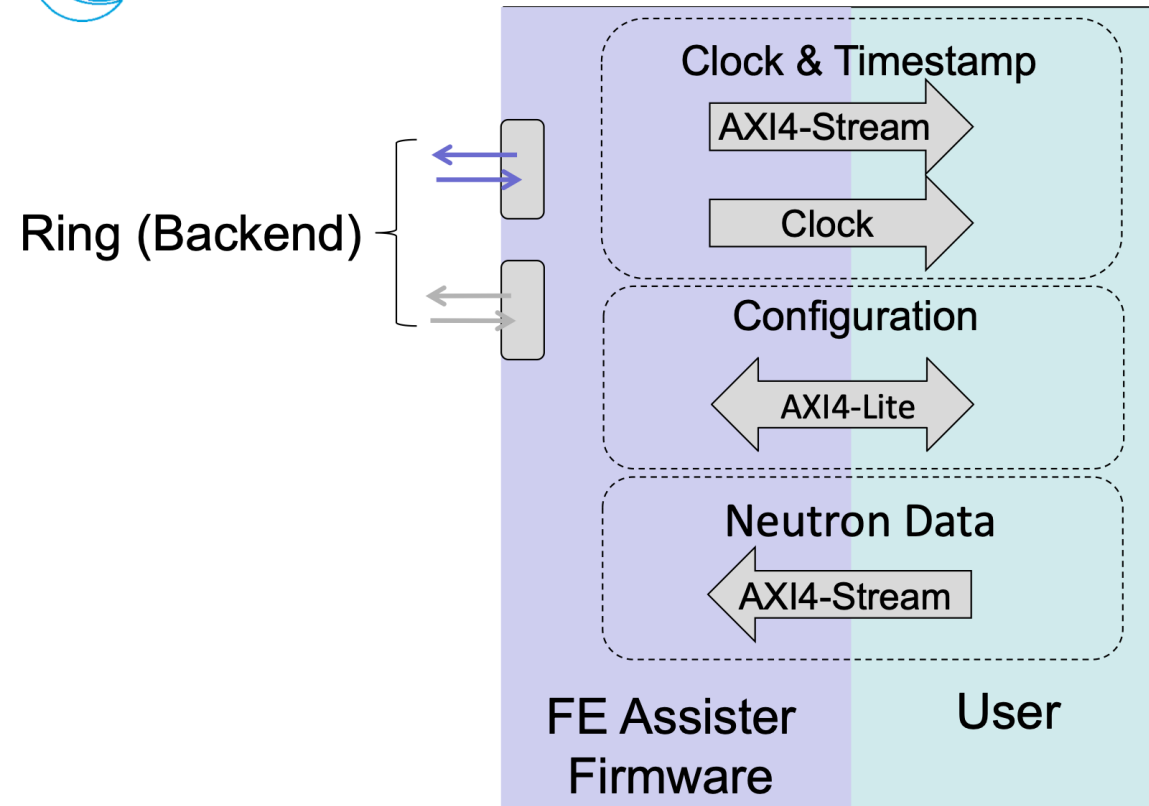 Clock & Timestamp
AXI4-Stream
Clock
Ring (Backend)
Configuration
AXI4-Lite
Neutron Data
AXI4-Stream
FE Assister
Firmware
User